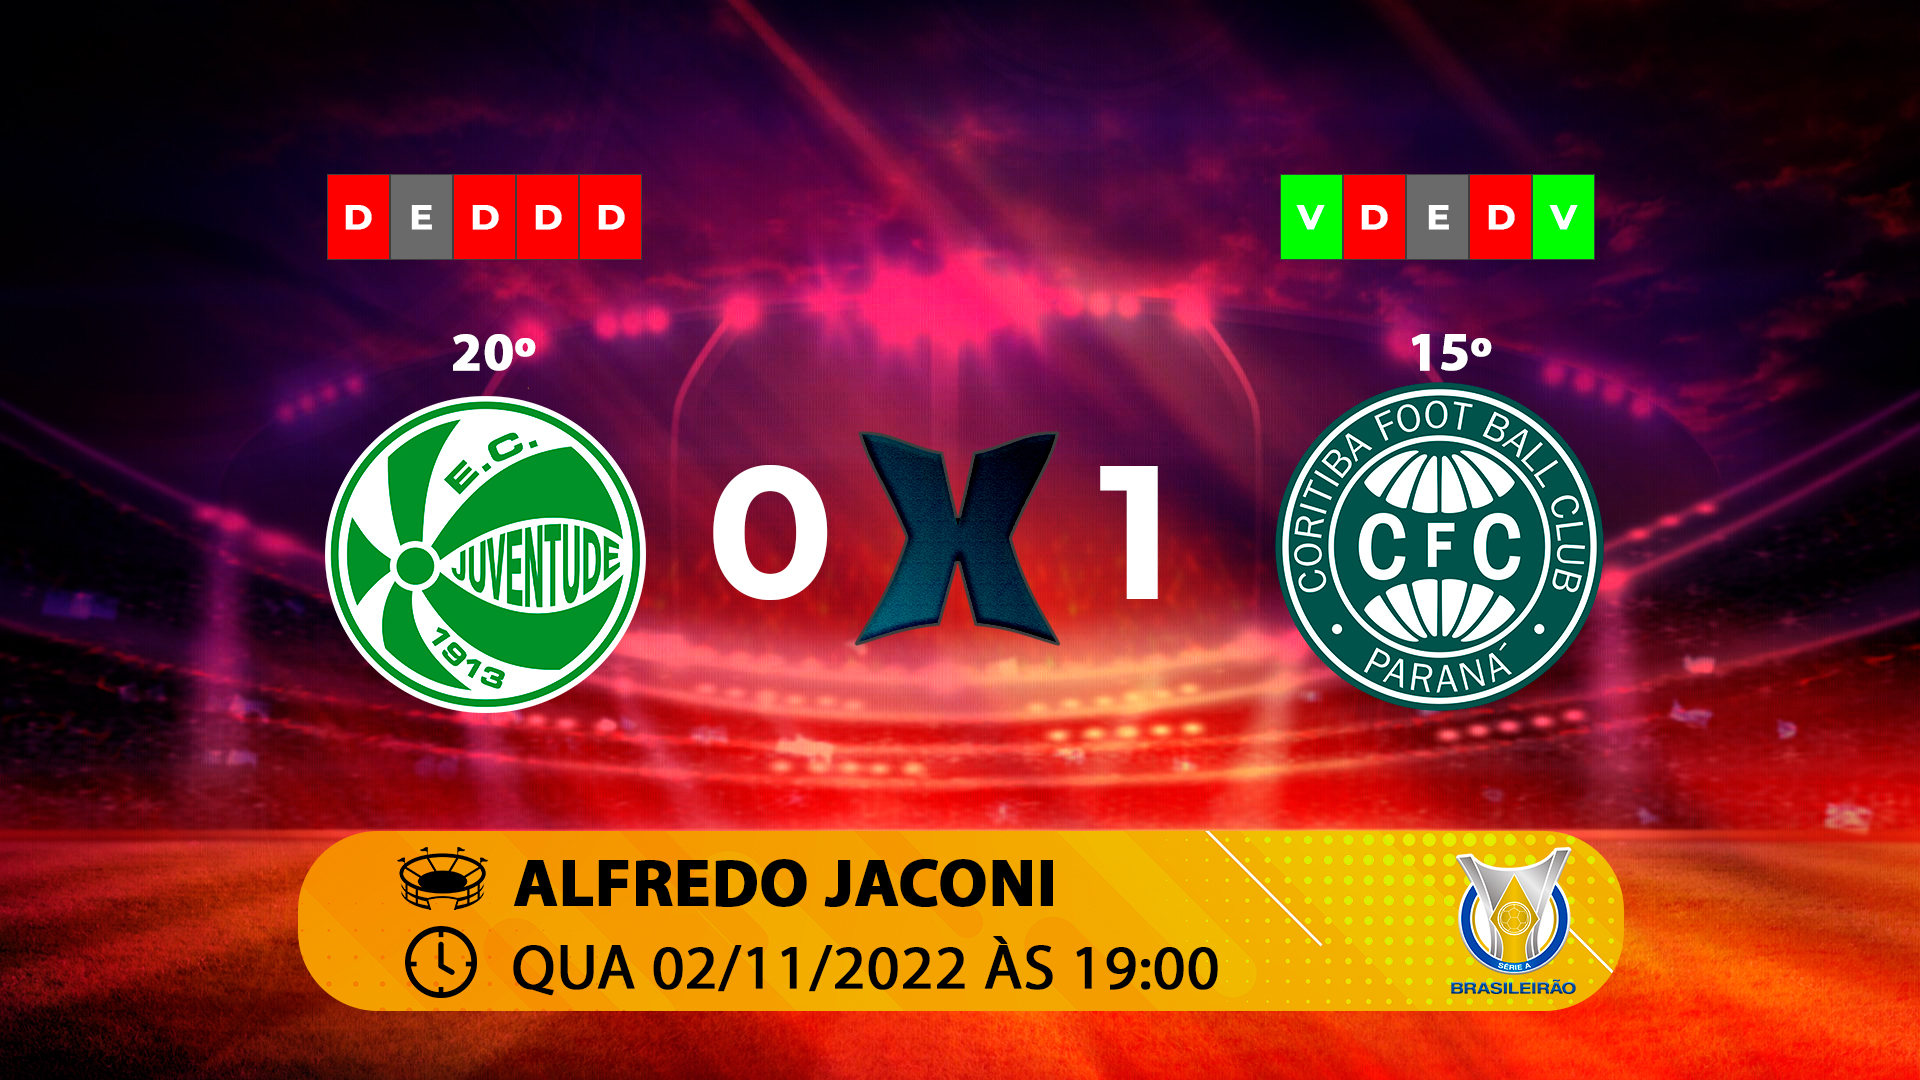 D E D D D
V D E D V
20º
15º
E.C.
JUVENTUDE
1913
0 X 1
CORITIBA FOOT BALL CLUB
CFC
PARANÁ
ALFREDO JACONI
QUA 02/11/2022 ÀS 19:00
SÉRIE A
BRASILEIRÃO